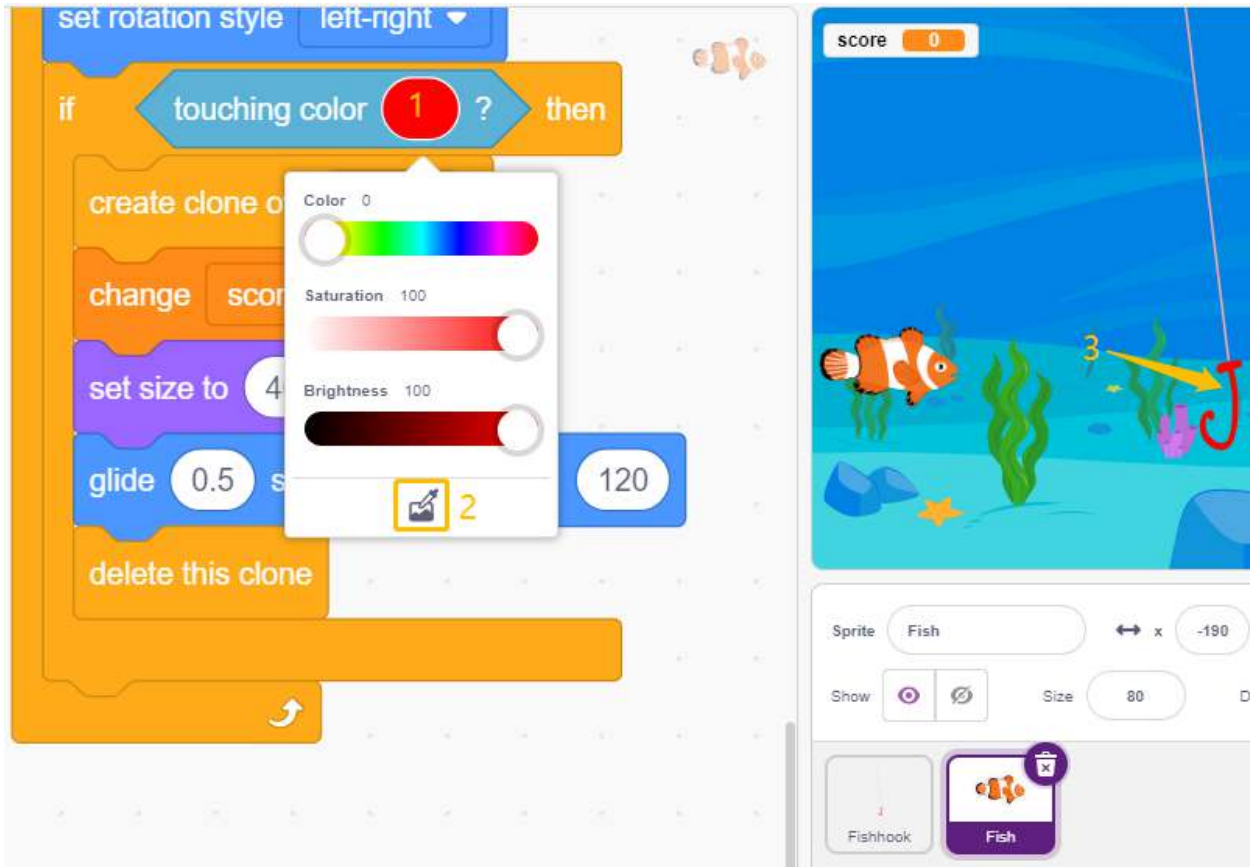 set rotation style left-right
if touching color 1 ? then
create clone o
change scor
set size to 4
glide 0.5 s 120
delete this clone
Color 0
Saturation 100
Brightness 100
2
score 0
3
Sprite Fish x -190
Show Size 80 D
Fishhook
Fish